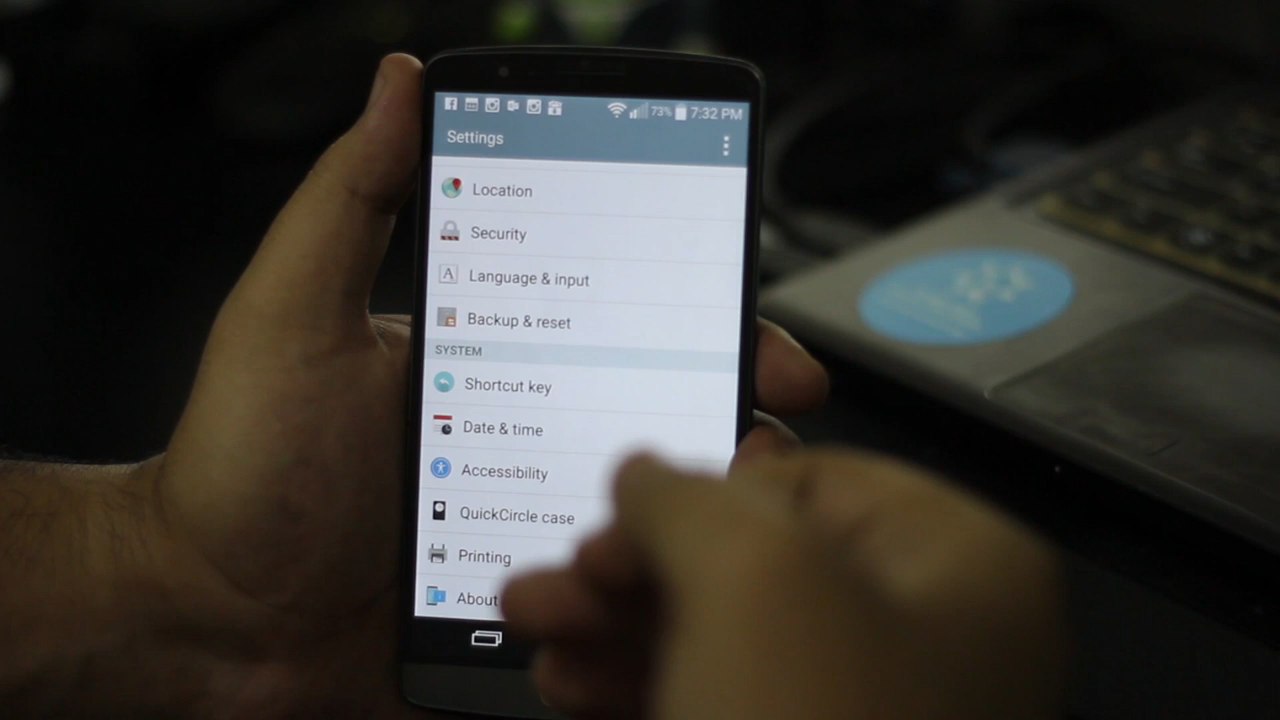 73% 7:32 PM
Settings
Location
Security
A Language & input
Backup & reset
SYSTEM
Shortcut key
Date & time
Accessibility
QuickCircle case
Printing
About